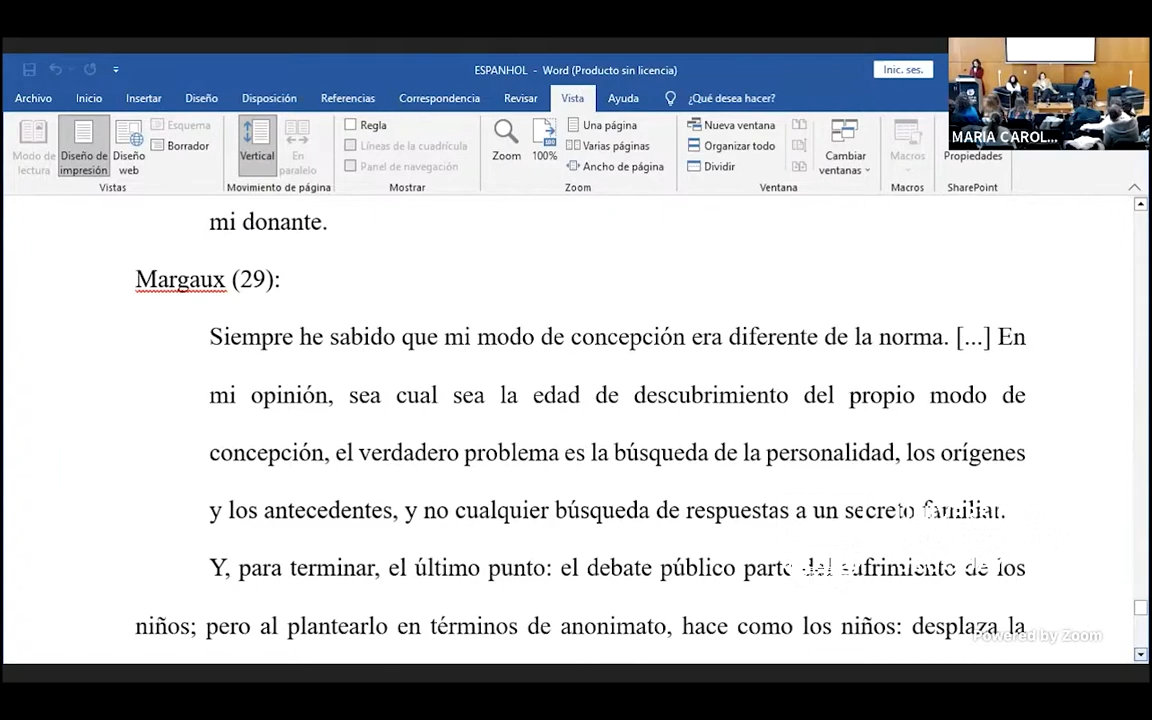 ESPANHOL - Word (Producto sin licencia)
Inic. ses.
Archivo Inicio Insertar Diseño Disposición Referencias Correspondencia Revisar Vista Ayuda ¿Qué desea hacer?
MARIA CAROL...
Modo de lectura
Diseño de impresión
Diseño web
Esquema
Borrador
Vistas
Vertical
En paralelo
Movimiento de página
Regla
Líneas de la cuadrícula
Panel de navegación
Mostrar
Zoom
100%
Una página
Varias páginas
Ancho de página
Zoom
Nueva ventana
Organizar todo
Dividir
Cambiar ventanas
Ventana
Macros
Macros
Propiedades
SharePoint
mi donante.
Margaux (29):
Siempre he sabido que mi modo de concepción era diferente de la norma. [...] En
mi opinión, sea cual sea la edad de descubrimiento del propio modo de
concepción, el verdadero problema es la búsqueda de la personalidad, los orígenes
y los antecedentes, y no cualquier búsqueda de respuestas a un secreto familiar.
Y, para terminar, el último punto: el debate público parte del sufrimiento de los
niños; pero al plantearlo en términos de anonimato, hace como los niños: desplaza la
Powered by Zoom